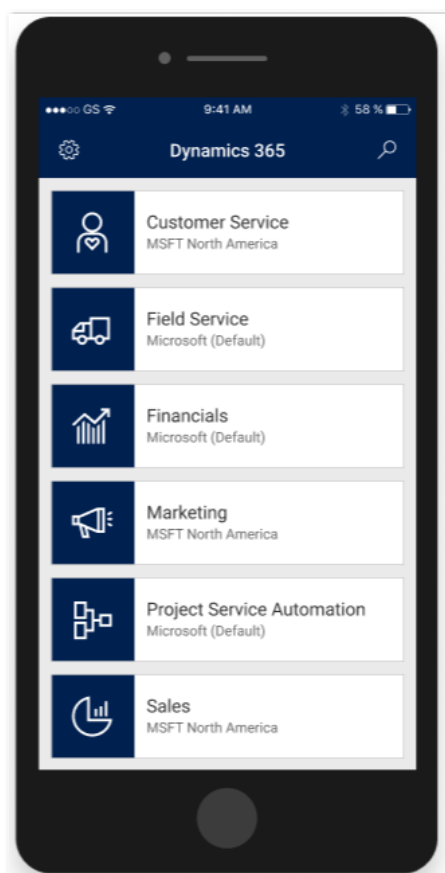 ●●●○○ GS 9:41 AM 58 %
Dynamics 365
Customer Service
MSFT North America
Field Service
Microsoft (Default)
Financials
Microsoft (Default)
Marketing
MSFT North America
Project Service Automation
Microsoft (Default)
Sales
MSFT North America